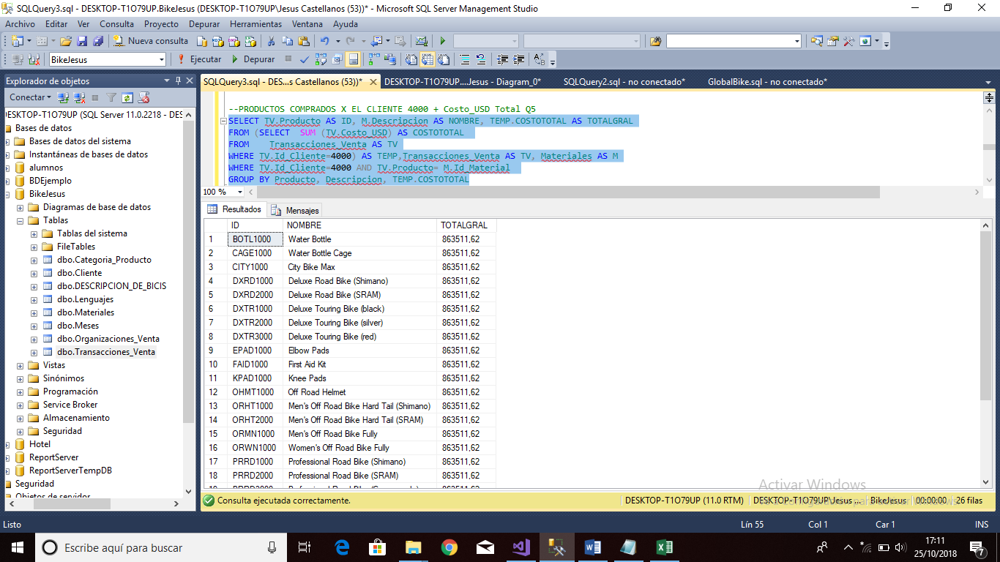 SQLQuery3.sql - DESKTOP-T1O79UP.BikeJesus (DESKTOP-T1O79UP\Jesus Castellanos (53))* - Microsoft SQL Server Management Studio
Archivo Editar Ver Consulta Proyecto Depurar Herramientas Ventana Ayuda
Nueva consulta
BikeJesus Ejecutar Depurar
Explorador de objetos
Conectar
DESKTOP-T1O79UP (SQL Server 11.0.2218 - DES
Bases de datos
Bases de datos del sistema
Instantáneas de bases de datos
alumnos
BDEjemplo
BikeJesus
Diagramas de base de datos
Tablas
Tablas del sistema
FileTables
dbo.Categoria_Producto
dbo.Cliente
dbo.DESCRIPCION_DE_BICIS
dbo.Lenguajes
dbo.Materiales
dbo.Meses
dbo.Organizaciones_Venta
dbo.Transacciones_Venta
Vistas
Sinónimos
Programación
Service Broker
Almacenamiento
Seguridad
Hotel
ReportServer
ReportServerTempDB
Seguridad
Objetos de servidor
SQLQuery3.sql - DES...s Castellanos (53))* DESKTOP-T1O79UP....Jesus - Diagram_0* SQLQuery2.sql - no conectado* GlobalBike.sql - no conectado*
--PRODUCTOS COMPRADOS X EL CLIENTE 4000 + Costo_USD Total Q5
SELECT TV.Producto AS ID, M.Descripcion AS NOMBRE, TEMP.COSTOTOTAL AS TOTALGRAL
FROM (SELECT SUM (TV.Costo_USD) AS COSTOTOTAL
FROM Transacciones_Venta AS TV
WHERE TV.Id_Cliente=4000) AS TEMP,Transacciones_Venta AS TV, Materiales AS M
WHERE TV.Id_Cliente=4000 AND TV.Producto= M.Id_Material
GROUP BY Producto, Descripcion, TEMP.COSTOTOTAL
100 %
Resultados Mensajes
ID NOMBRE TOTALGRAL
1 BOTL1000 Water Bottle 863511,62
2 CAGE1000 Water Bottle Cage 863511,62
3 CITY1000 City Bike Max 863511,62
4 DXRD1000 Deluxe Road Bike (Shimano) 863511,62
5 DXRD2000 Deluxe Road Bike (SRAM) 863511,62
6 DXTR1000 Deluxe Touring Bike (black) 863511,62
7 DXTR2000 Deluxe Touring Bike (silver) 863511,62
8 DXTR3000 Deluxe Touring Bike (red) 863511,62
9 EPAD1000 Elbow Pads 863511,62
10 FAID1000 First Aid Kit 863511,62
11 KPAD1000 Knee Pads 863511,62
12 OHMT1000 Off Road Helmet 863511,62
13 ORHT1000 Men's Off Road Bike Hard Tail (Shimano) 863511,62
14 ORHT2000 Men's Off Road Bike Hard Tail (SRAM) 863511,62
15 ORMN1000 Men's Off Road Bike Fully 863511,62
16 ORWN1000 Women's Off Road Bike Fully 863511,62
17 PRRD1000 Professional Road Bike (Shimano) 863511,62
18 PRRD2000 Professional Road Bike (SRAM) 863511,62
Activar Windows
Consulta ejecutada correctamente. DESKTOP-T1O79UP (11.0 RTM) DESKTOP-T1O79UP\Jesus ... BikeJesus 00:00:00 26 filas
Listo Lín 55 Col 1 Car 1 INS
Escribe aquí para buscar
17:11
25/10/2018
7